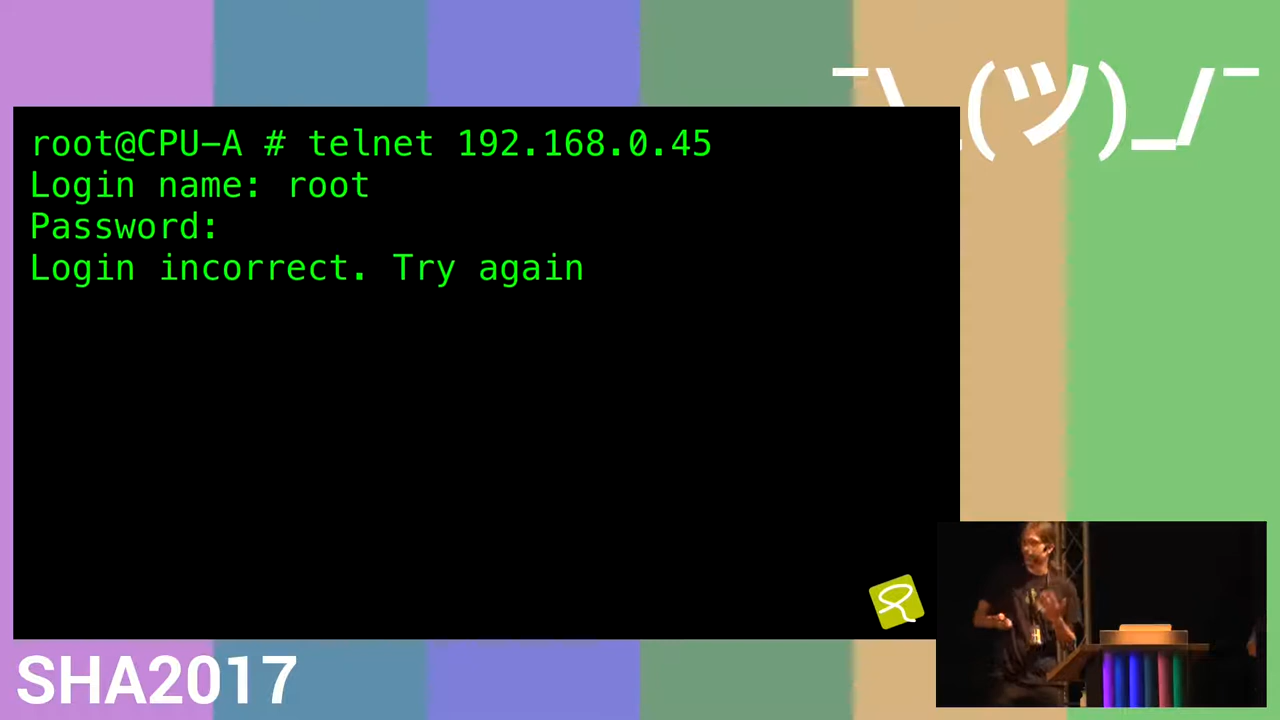 ¯\_(ツ)_/¯
root@CPU-A # telnet 192.168.0.45
Login name: root
Password:
Login incorrect. Try again
SHA2017